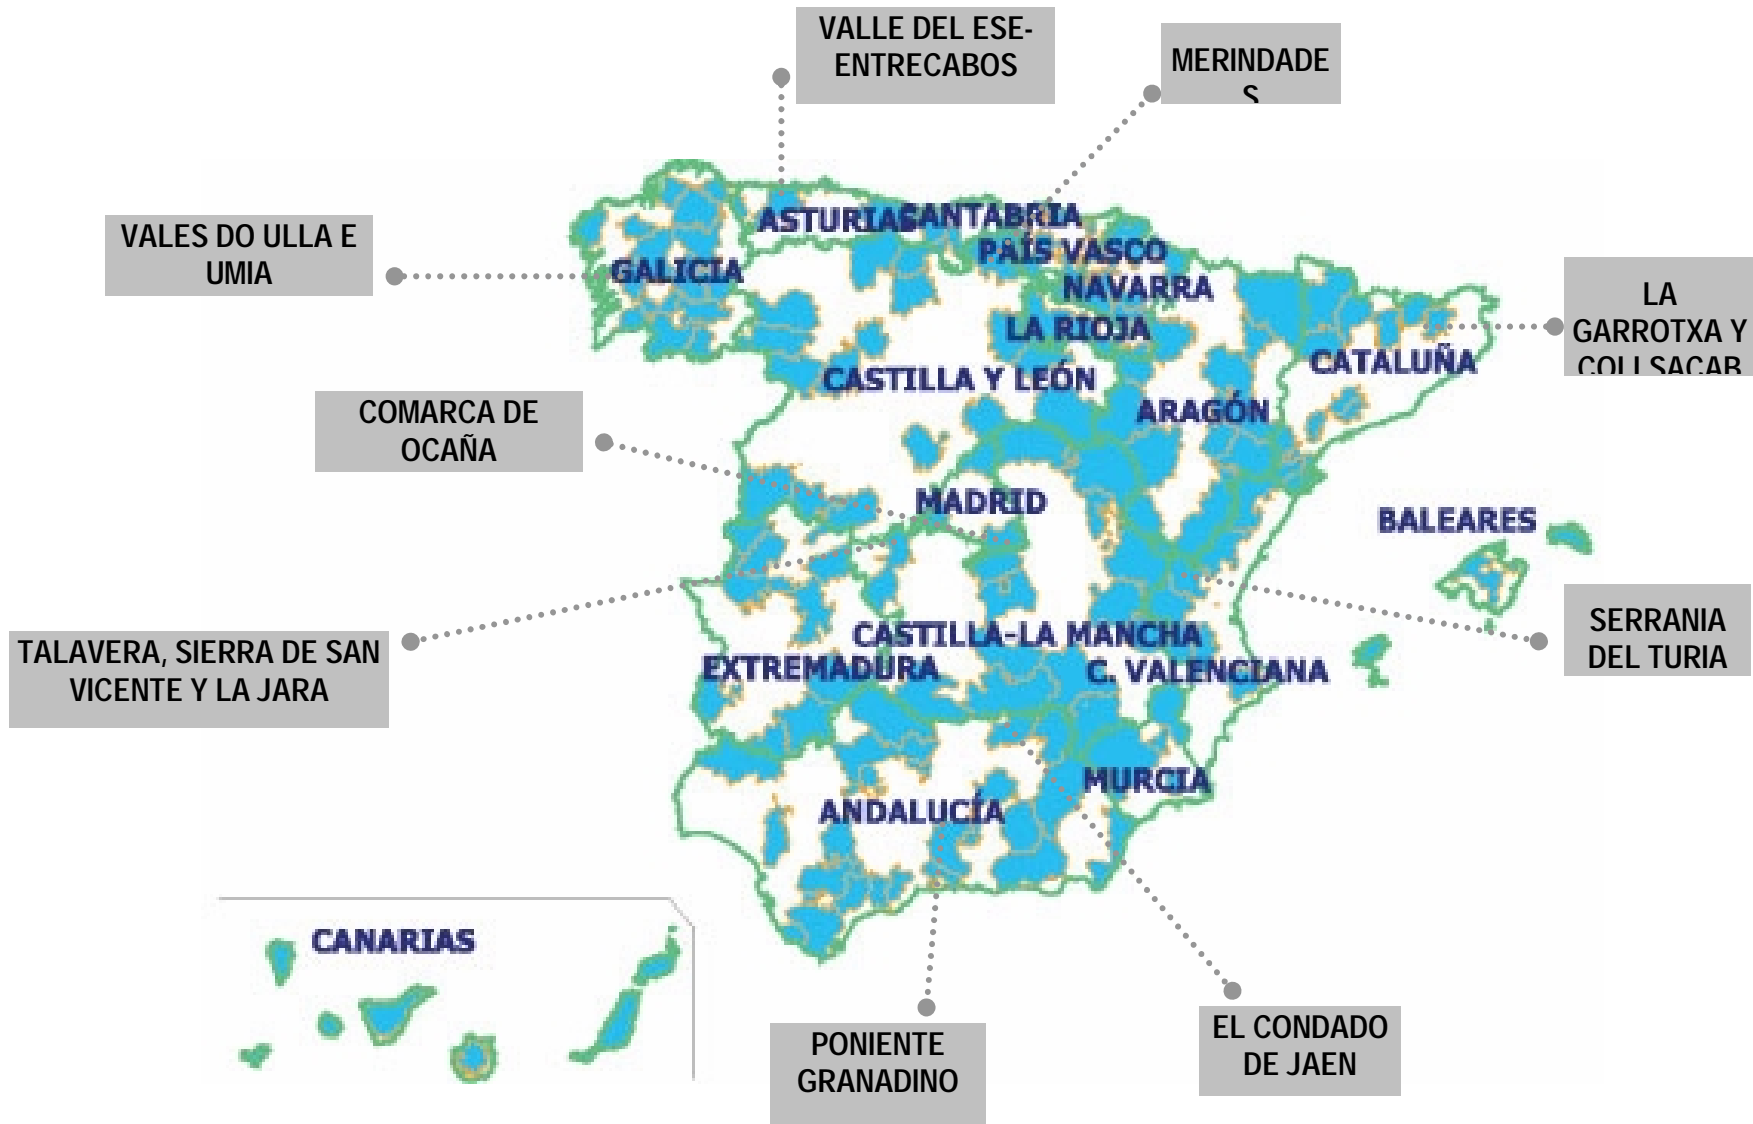 VALLE DEL ESE-
ENTRECABOS
MERINDADE
S
VALES DO ULLA E
UMIA
ASTURIAS
CANTABRIA
PAÍS VASCO
GALICIA
NAVARRA
LA RIOJA
LA
GARROTXA Y
COLLSACAB
CATALUÑA
CASTILLA Y LEÓN
ARAGÓN
COMARCA DE
OCAÑA
MADRID
BALEARES
SERRANIA
DEL TURIA
TALAVERA, SIERRA DE SAN
VICENTE Y LA JARA
CASTILLA-LA MANCHA
EXTREMADURA
C. VALENCIANA
MURCIA
ANDALUCÍA
CANARIAS
PONIENTE
GRANADINO
EL CONDADO
DE JAEN